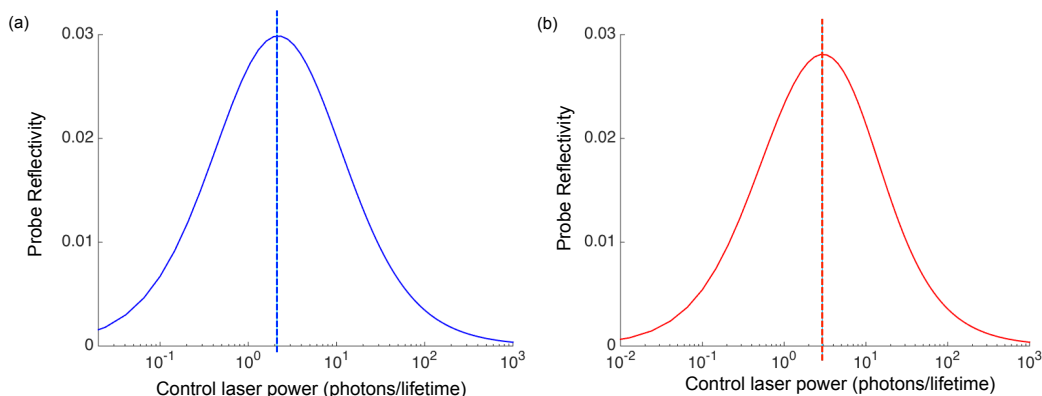 (a)
Probe Reflectivity
0.03
0.02
0.01
0
10^-1 10^0 10^1 10^2 10^3
Control laser power (photons/lifetime)
(b)
Probe Reflectivity
0.03
0.02
0.01
0
10^-2 10^-1 10^0 10^1 10^2 10^3
Control laser power (photons/lifetime)